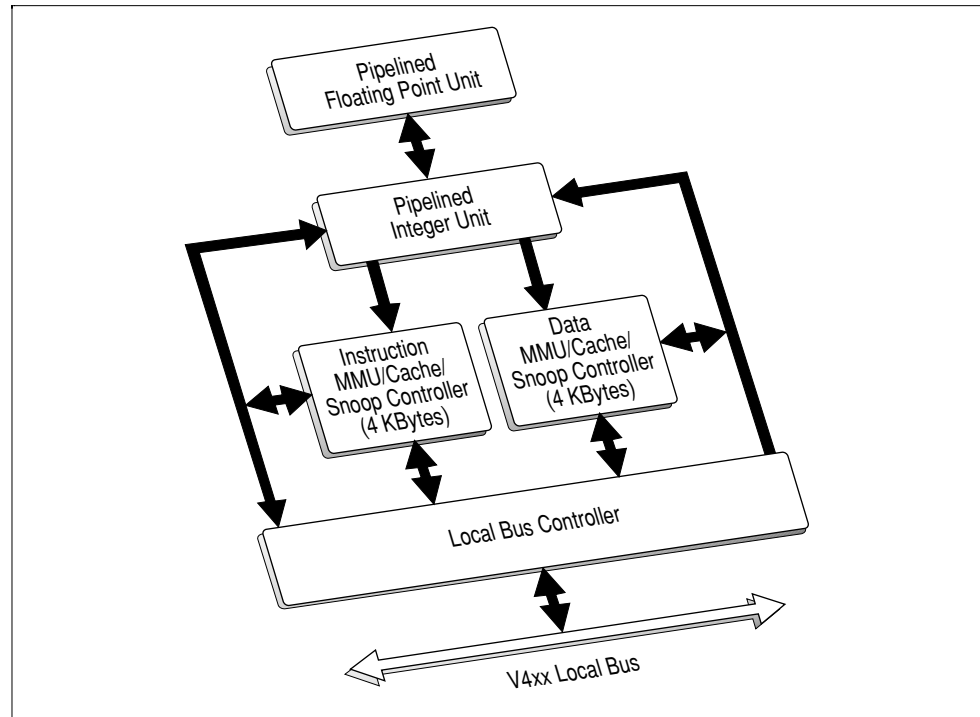 Pipelined
Floating Point Unit
Pipelined
Integer Unit
Instruction
MMU/Cache/
Snoop Controller
(4 KBytes)
Data
MMU/Cache/
Snoop Controller
(4 KBytes)
Local Bus Controller
V4xx Local Bus